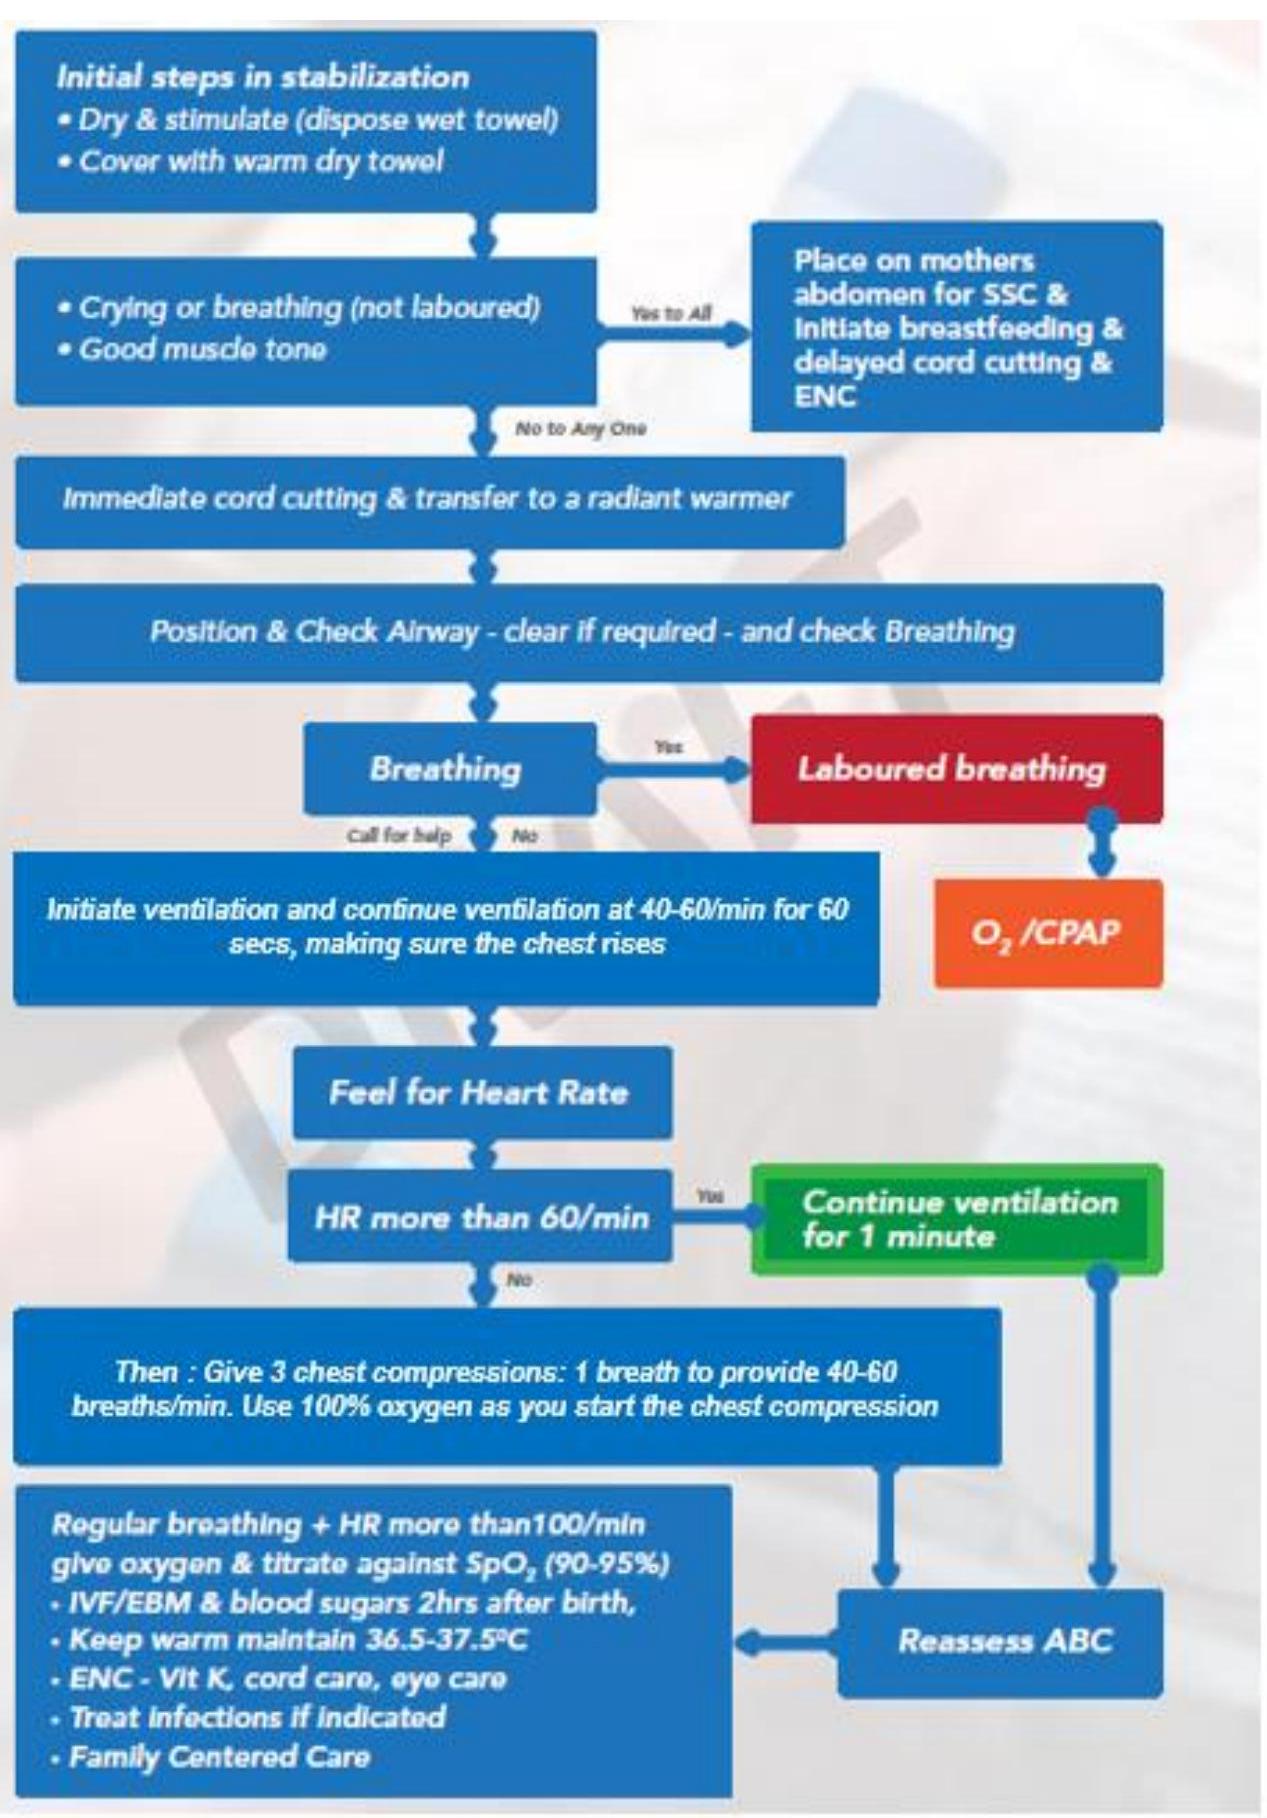 Initial steps in stabilization
• Dry & stimulate (dispose wet towel)
• Cover with warm dry towel
• Crying or breathing (not laboured)
• Good muscle tone
Yes to All
Place on mothers
abdomen for SSC &
Initiate breastfeeding &
delayed cord cutting &
ENC
No to Any One
Immediate cord cutting & transfer to a radiant warmer
Position & Check Airway - clear if required - and check Breathing
Breathing
Yes
Laboured breathing
Call for help
No
O₂ /CPAP
Initiate ventilation and continue ventilation at 40-60/min for 60
secs, making sure the chest rises
Feel for Heart Rate
HR more than 60/min
Yes
Continue ventilation
for 1 minute
No
Then : Give 3 chest compressions: 1 breath to provide 40-60
breaths/min. Use 100% oxygen as you start the chest compression
Regular breathing + HR more than100/min
give oxygen & titrate against SpO₂ (90-95%)
• IVF/EBM & blood sugars 2hrs after birth,
• Keep warm maintain 36.5-37.5ºC
• ENC - Vit K, cord care, eye care
• Treat infections if indicated
• Family Centered Care
Reassess ABC
DRAFT